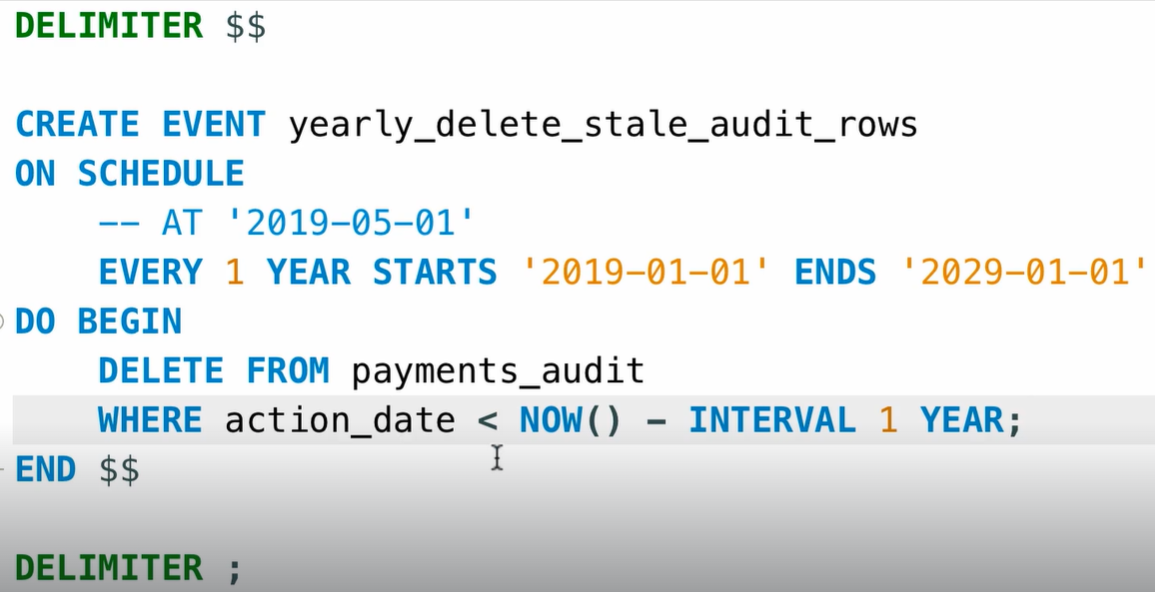 DELIMITER $$
CREATE EVENT yearly_delete_stale_audit_rows
ON SCHEDULE
-- AT '2019-05-01'
EVERY 1 YEAR STARTS '2019-01-01' ENDS '2029-01-01'
DO BEGIN
DELETE FROM payments_audit
WHERE action_date < NOW() - INTERVAL 1 YEAR;
END $$
DELIMITER ;